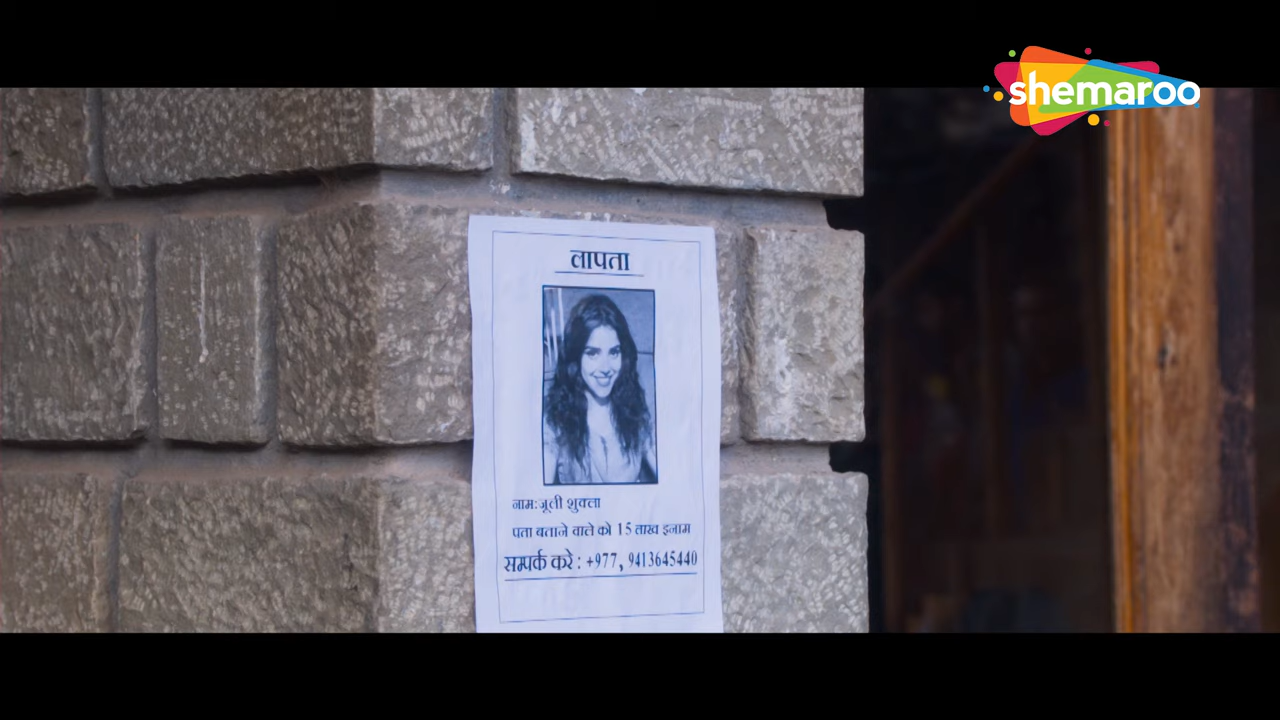 shemaroo
लापता
नाम:जूली शुक्ला
पता बताने वाले को 15 लाख इनाम
सम्पर्क करे : +977, 9413645440